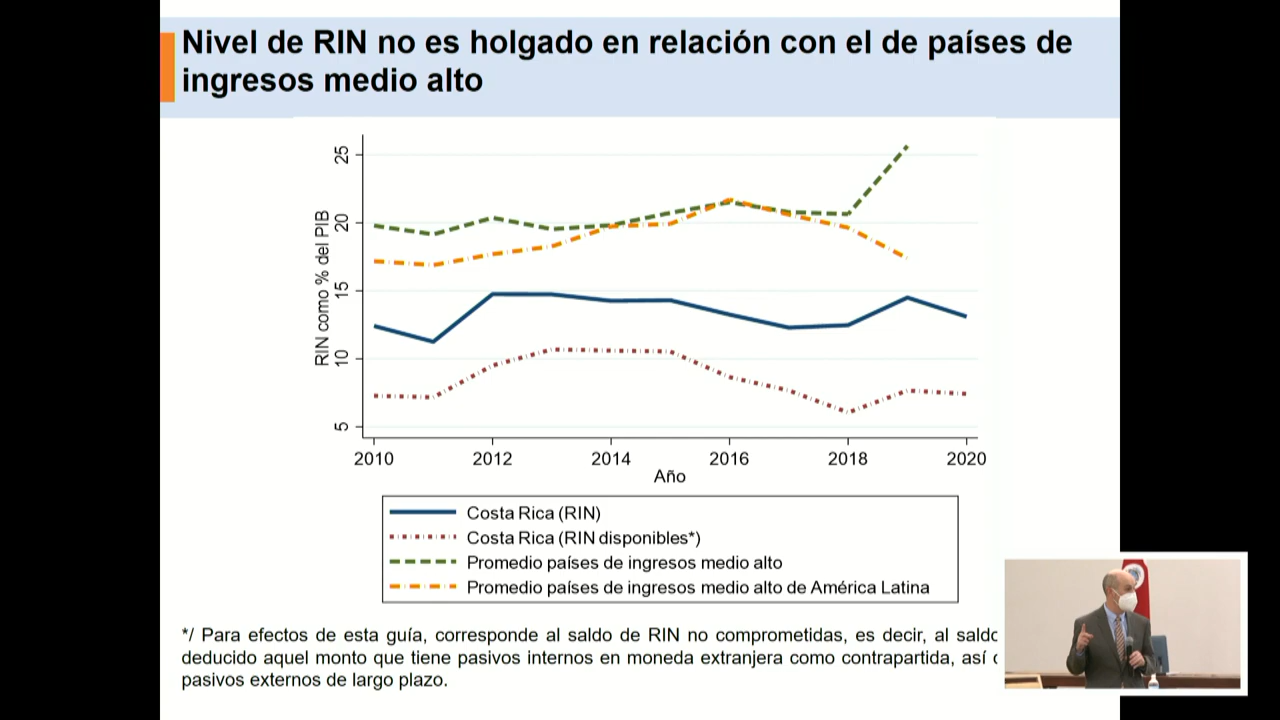 Nivel de RIN no es holgado en relación con el de países de
ingresos medio alto
RIN como % del PIB
25
20
15
10
5
2010 2012 2014 2016 2018 2020
Año
Costa Rica (RIN)
Costa Rica (RIN disponibles*)
Promedio países de ingresos medio alto
Promedio países de ingresos medio alto de América Latina
*/ Para efectos de esta guía, corresponde al saldo de RIN no comprometidas, es decir, al saldo
deducido aquel monto que tiene pasivos internos en moneda extranjera como contrapartida, así
pasivos externos de largo plazo.